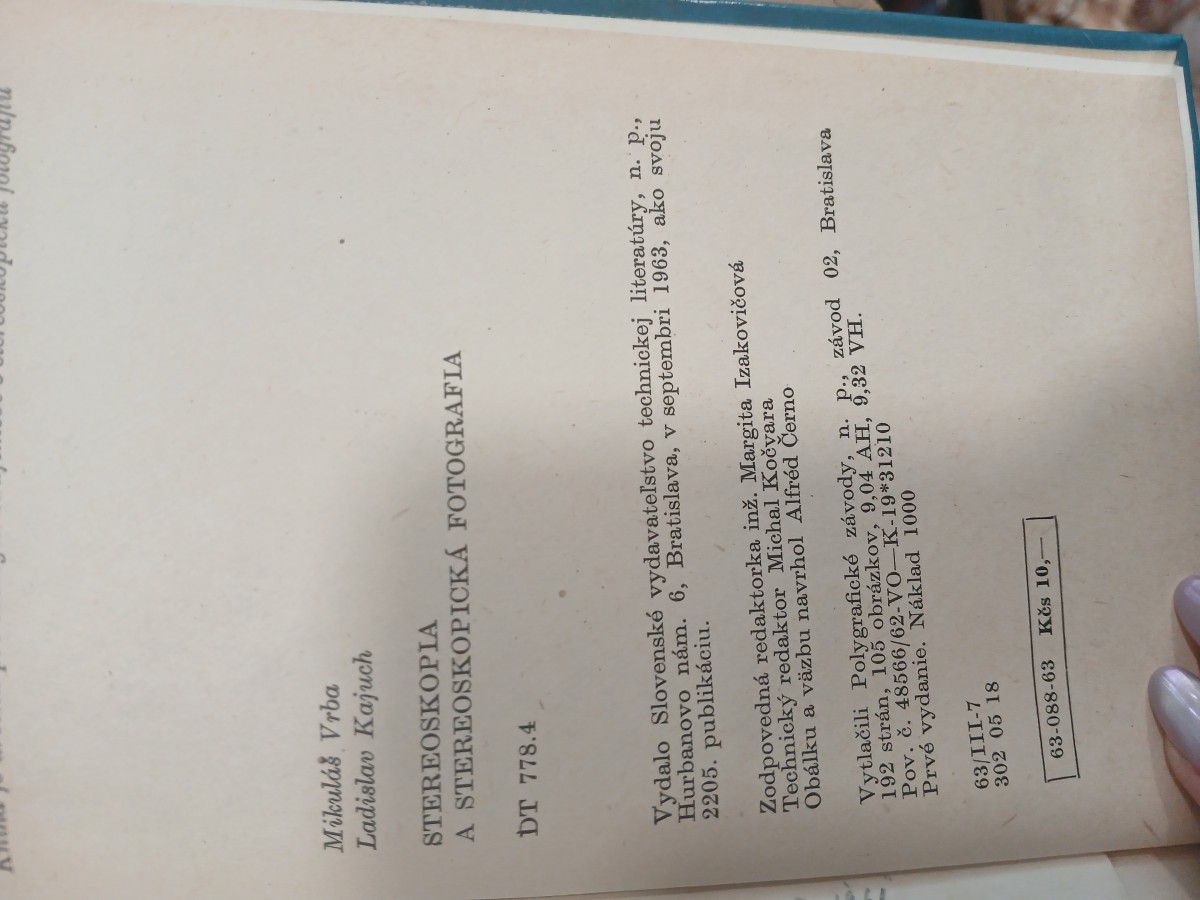 Mikuláš Vrba
Ladislav Kajuch
STEREOSKOPIA
A STEREOSKOPICKÁ FOTOGRAFIA
DT 778.4
Vydalo Slovenské vydavateľstvo technickej literatúry, n. p.,
Hurbanovo nám. 6, Bratislava, v septembri 1963, ako svoju
2205. publikáciu.
Zodpovedná redaktorka inž. Margita Izakovičová
Technický redaktor Michal Kočvara
Obálku a väzbu navrhol Alfréd Černo
Vytlačili Polygrafické závody, n. p., závod 02, Bratislava
192 strán, 105 obrázkov, 9,04 AH, 9,32 VH.
Pov. č. 48566/62-VO—K-19*31210
Prvé vydanie. Náklad 1000
63/III-7
302 05 18
63-088-63 Kčs 10,—